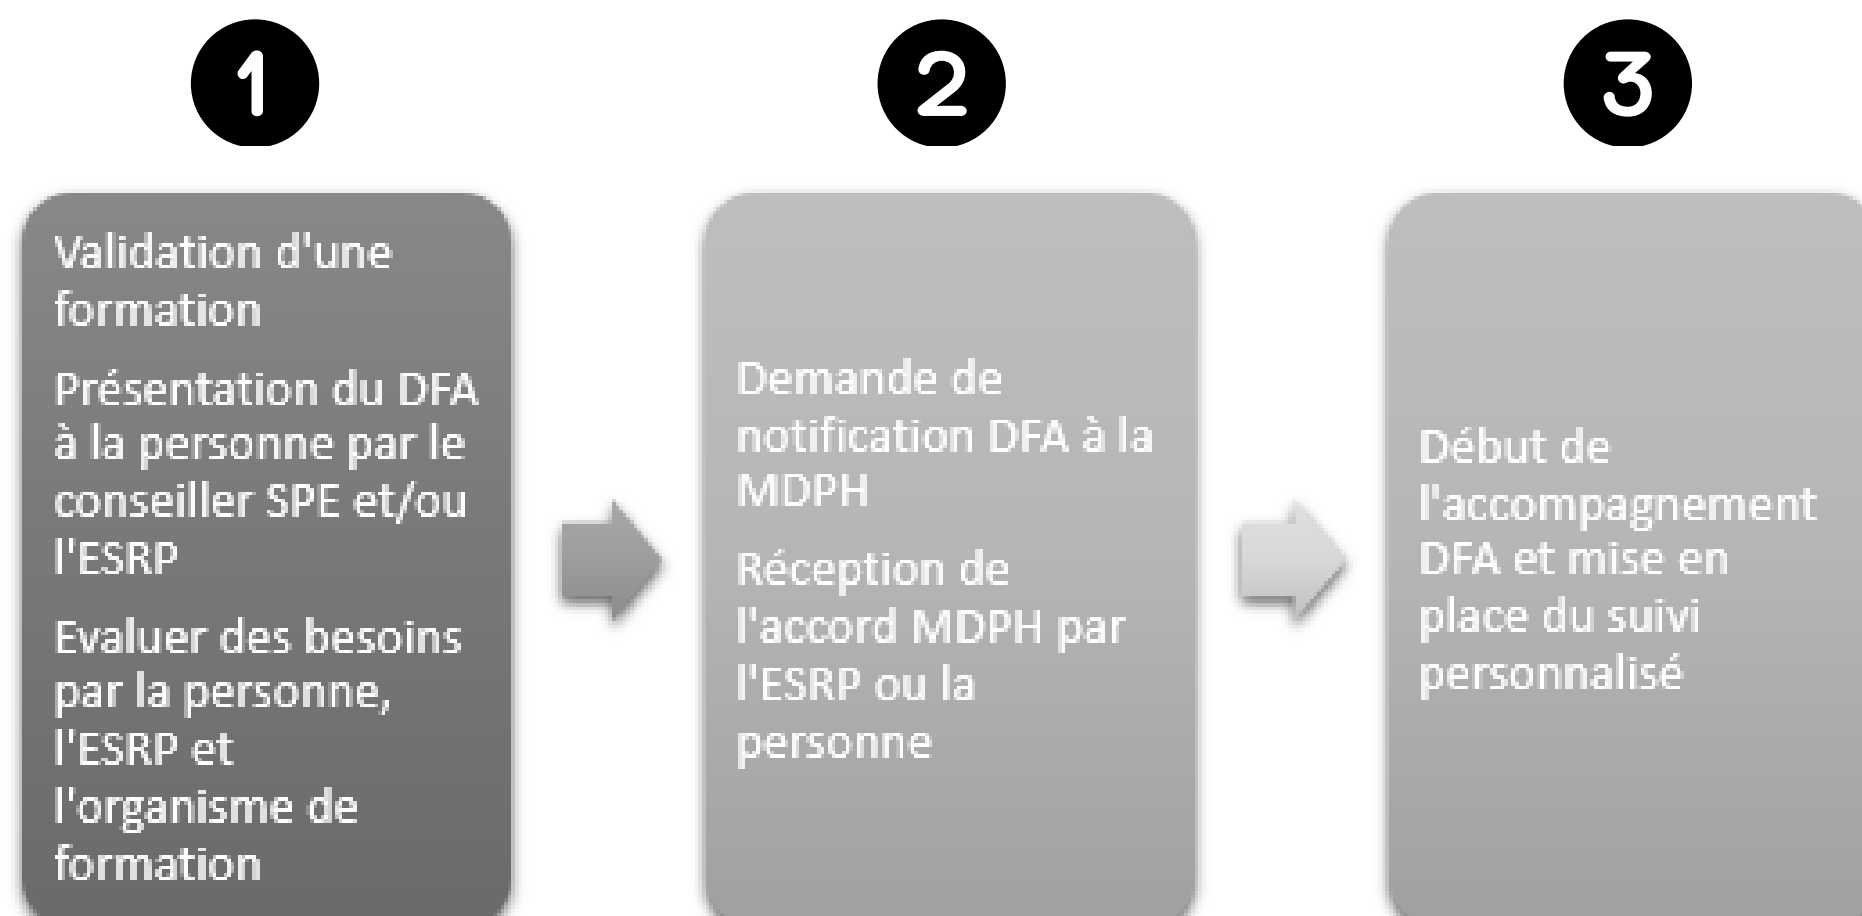 1
Validation d'une
formation
Présentation du DFA
à la personne par le
conseiller SPE et/ou
l'ESRP
Evaluer des besoins
par la personne,
l'ESRP et
l'organisme de
formation
2
Demande de
notification DFA à la
MDPH
Réception de
l'accord MDPH par
l'ESRP ou la
personne
3
Début de
l'accompagnement
DFA et mise en
place du suivi
personnalisé